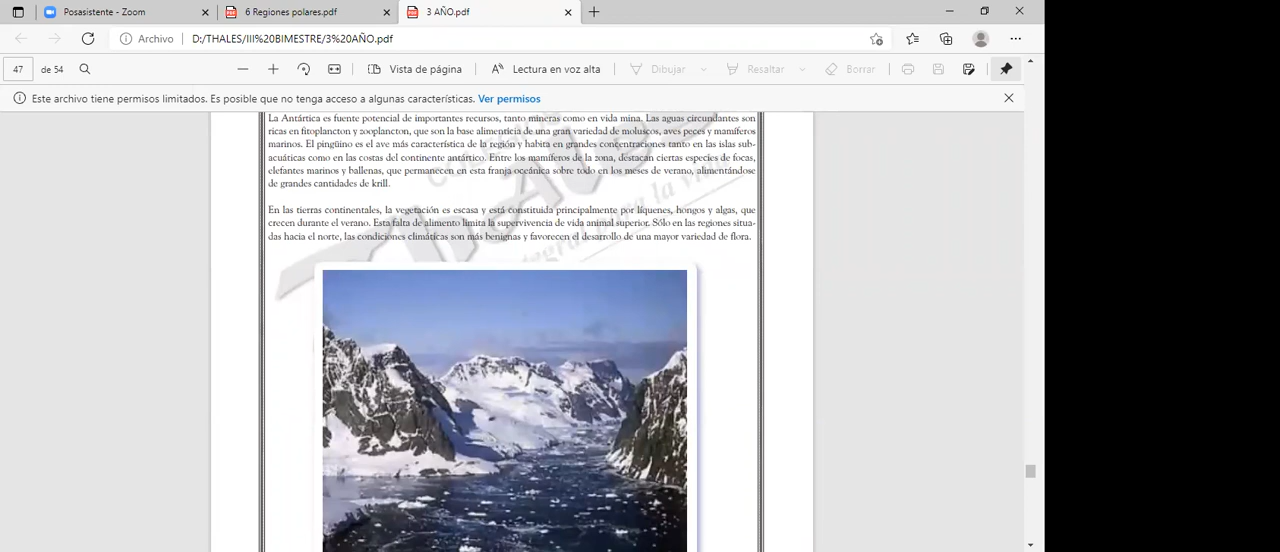 Posasistente - Zoom
6 Regiones polares.pdf
3 AÑO.pdf
Archivo
D:/THALES/III%20BIMESTRE/3%20AÑO.pdf
47
de 54
Vista de página
Lectura en voz alta
Dibujar
Resaltar
Borrar
Este archivo tiene permisos limitados. Es posible que no tenga acceso a algunas características. Ver permisos
La Antártica es fuente potencial de importantes recursos, tanto mineras como en vida mina. Las aguas circundantes son
ricas en fitoplancton y zooplancton, que son la base alimenticia de una gran variedad de moluscos, aves peces y mamíferos
marinos. El pingüino es el ave más característica de la región y habita en grandes concentraciones tanto en las islas sub-
acuáticas como en las costas del continente antártico. Entre los mamíferos de la zona, destacan ciertas especies de focas,
elefantes marinos y ballenas, que permanecen en esta franja oceánica sobre todo en los meses de verano, alimentándose
de grandes cantidades de krill.
En las tierras continentales, la vegetación es escasa y está constituida principalmente por líquenes, hongos y algas, que
crecen durante el verano. Esta falta de alimento limita la supervivencia de vida animal superior. Sólo en las regiones situa-
das hacia el norte, las condiciones climáticas son más benignas y favorecen el desarrollo de una mayor variedad de flora.